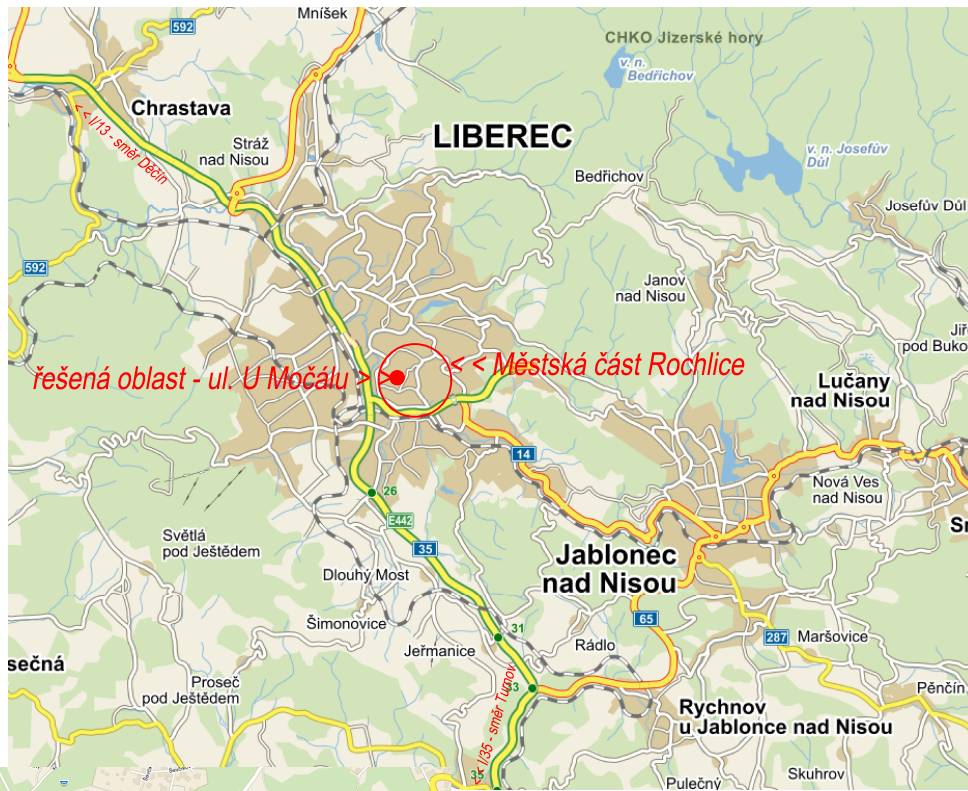 Mníšek
592
CHKO Jizerské hory
v. n.
Bedřichov
Chrastava
< < I/13 - směr Děčín
Stráž
nad Nisou
LIBEREC
v. n. Josefův
Důl
Bedřichov
Josefův Důl
592
Janov
nad Nisou
Jiř
pod Buko
řešená oblast - ul. U Močálu > >
< < Městská část Rochlice
Lučany
nad Nisou
14
Nová Ves
nad Nisou
26
E442
35
Světlá
pod Ještědem
Jablonec
nad Nisou
Dlouhý Most
Šimonovice
31
65
287
Maršovice
Jeřmanice
Rádlo
sečná
Proseč
pod Ještědem
33
Pěnčín
< < I/35 - směr Turnov
Rychnov
u Jablonce nad Nisou
35
Pulečný
Skuhrov